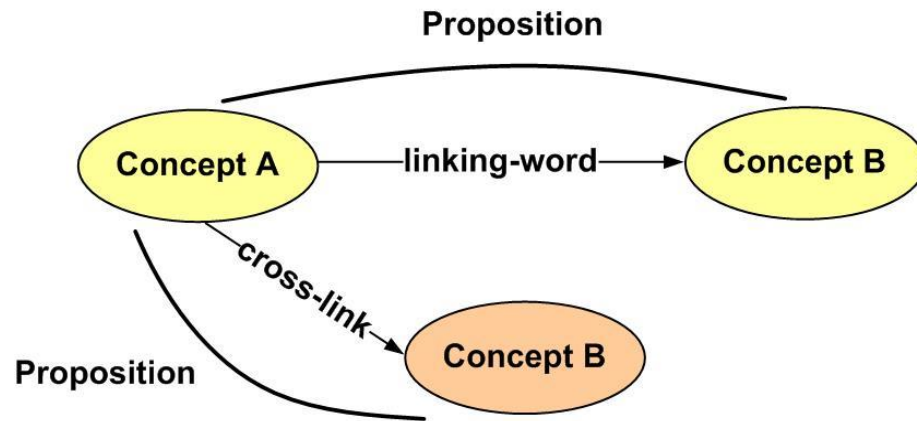 Proposition
Concept A
linking-word
Concept B
cross-link
Concept B
Proposition